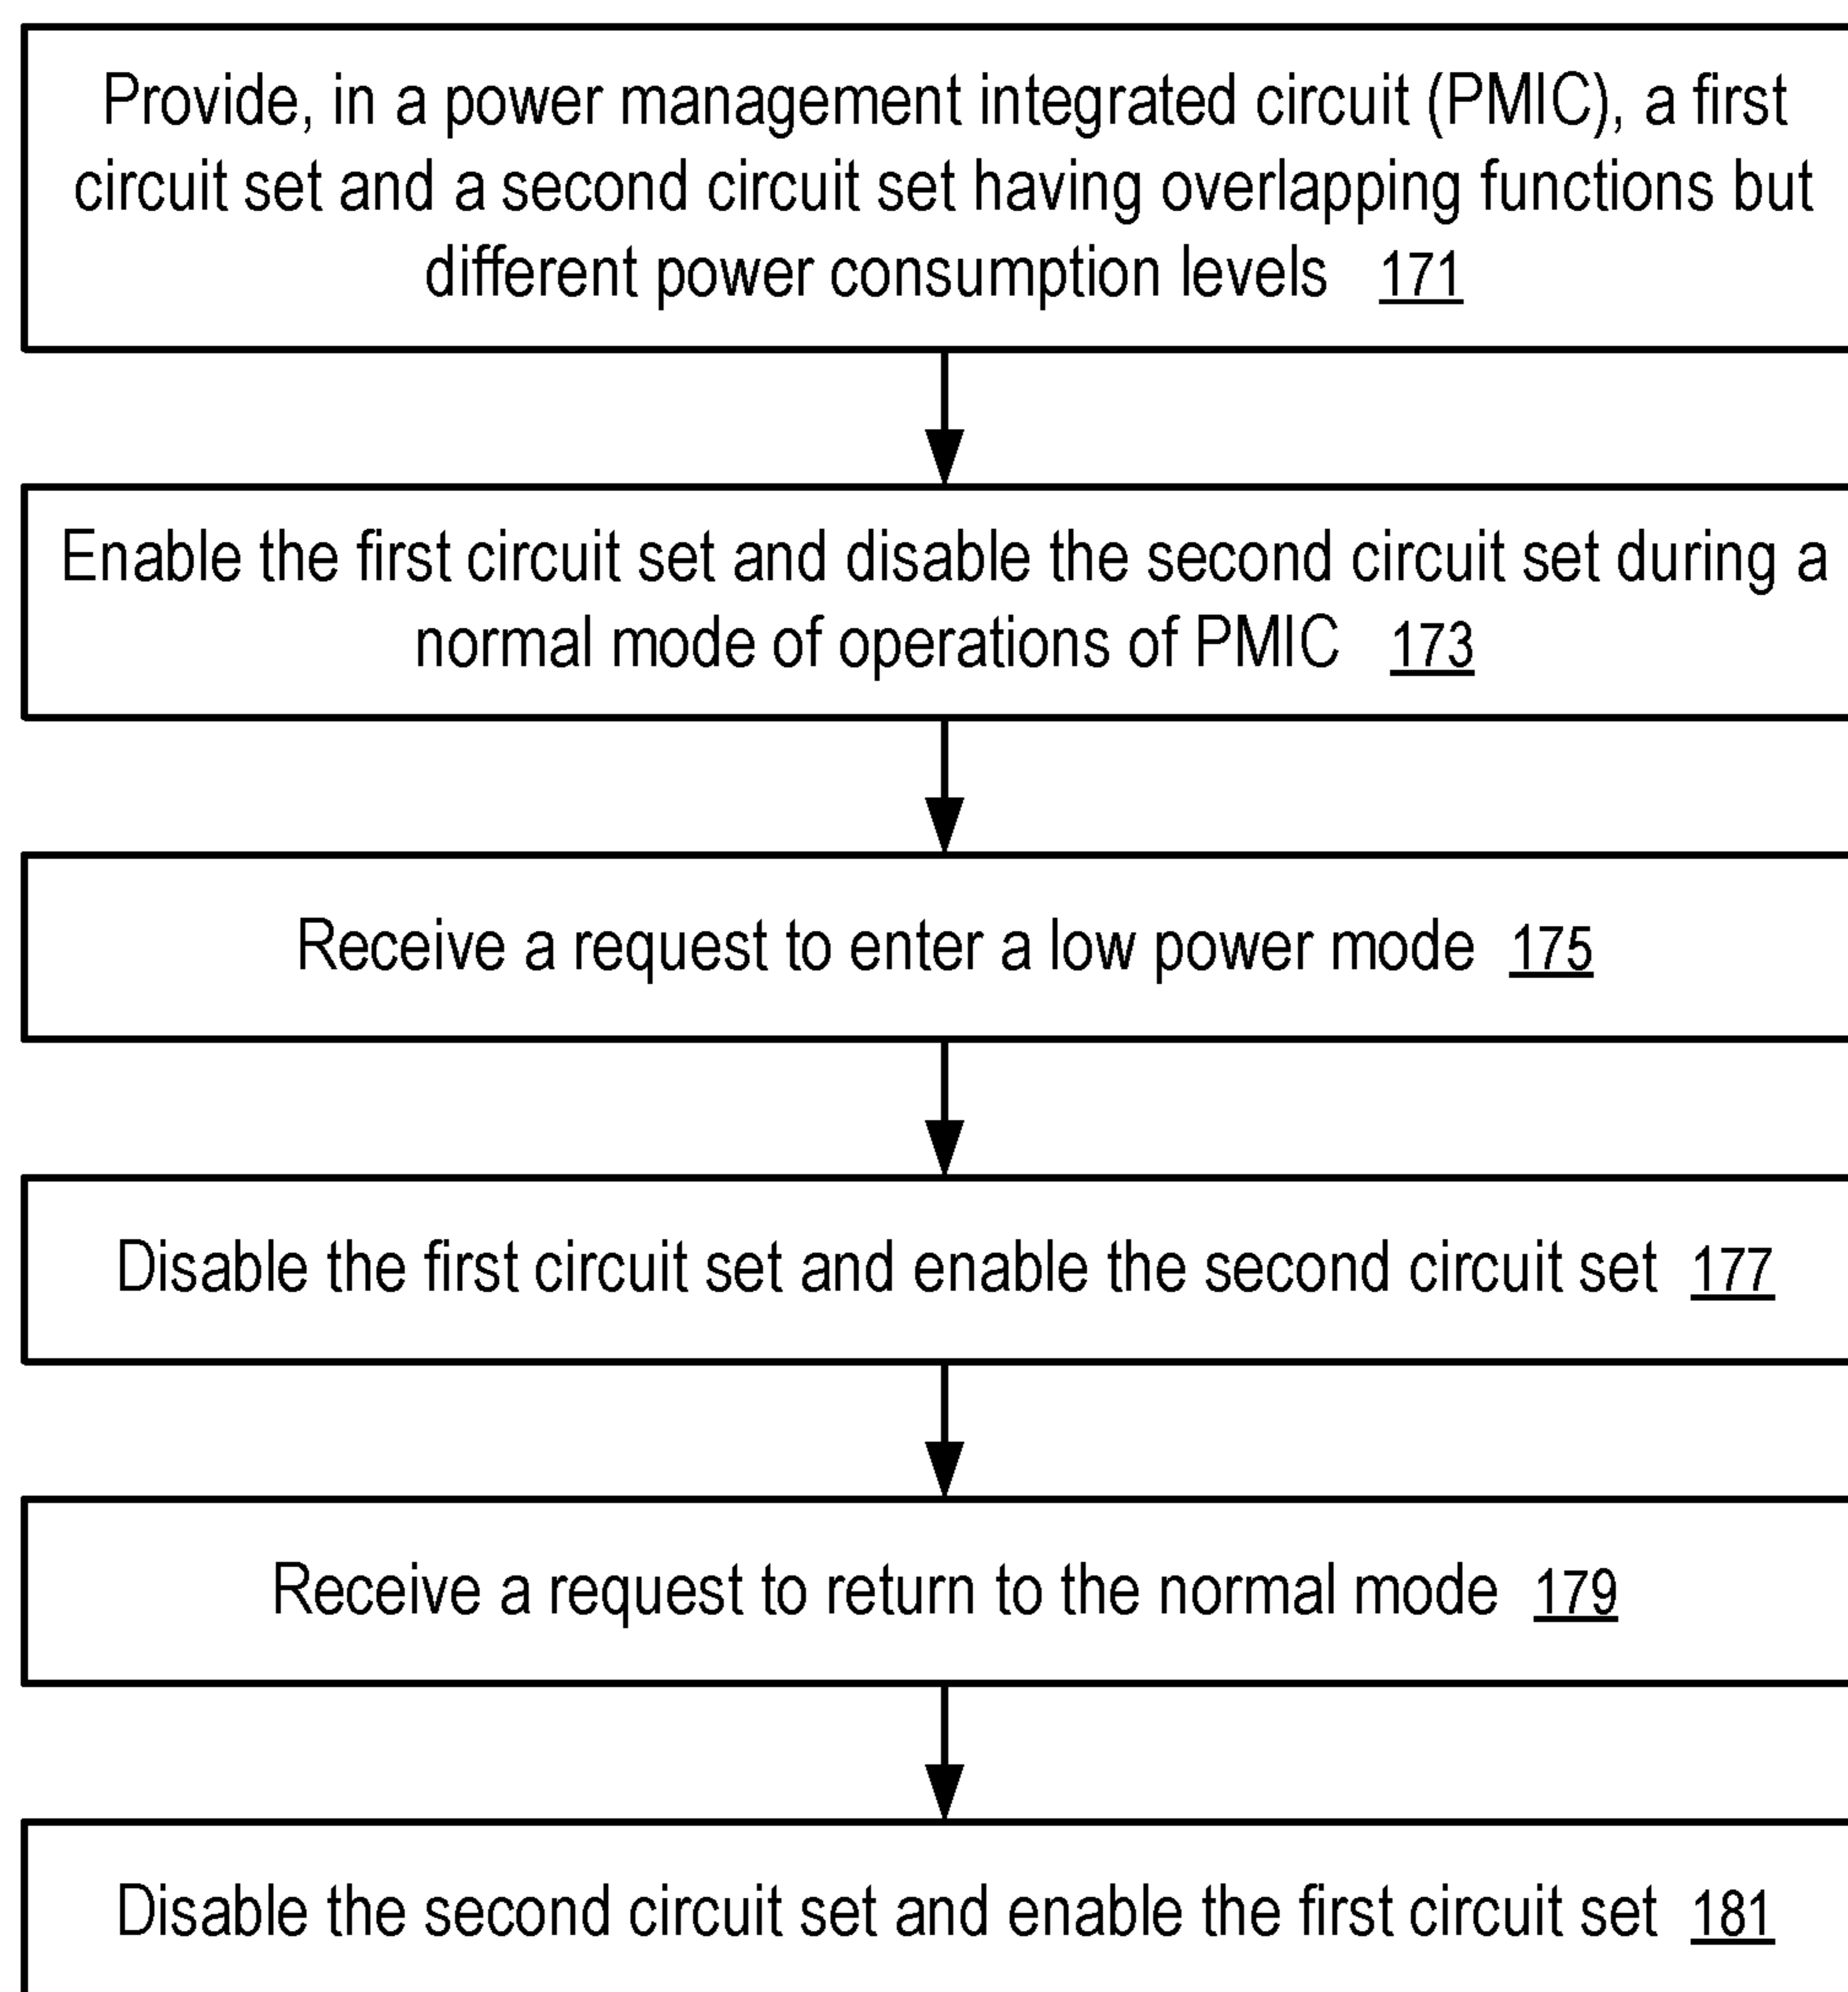 Provide, in a power management integrated circuit (PMIC), a first
circuit set and a second circuit set having overlapping functions but
different power consumption levels 171
Enable the first circuit set and disable the second circuit set during a
normal mode of operations of PMIC 173
Receive a request to enter a low power mode 175
Disable the first circuit set and enable the second circuit set 177
Receive a request to return to the normal mode 179
Disable the second circuit set and enable the first circuit set 181